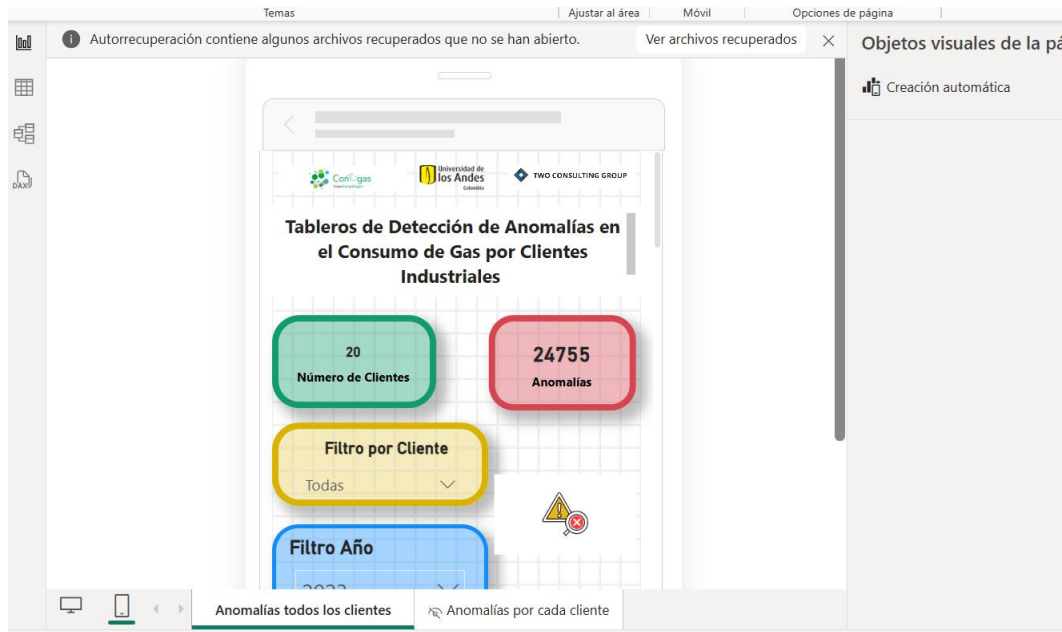 Temas
Ajustar al área
Móvil
Opciones de página
Autorrecuperación contiene algunos archivos recuperados que no se han abierto.
Ver archivos recuperados
Objetos visuales de la pá
Creación automática
DAX
Universidad de
los Andes
Colombia
TWO CONSULTING GROUP
Tableros de Detección de Anomalías en
el Consumo de Gas por Clientes
Industriales
20
Número de Clientes
24755
Anomalías
Filtro por Cliente
Todas
Filtro Año
2023
Anomalías todos los clientes
Anomalías por cada cliente